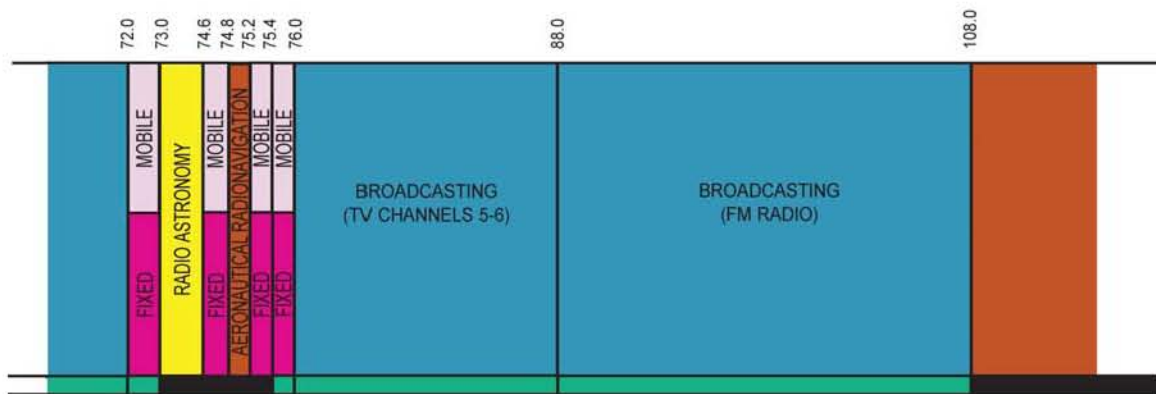 72.0
73.0
74.6
74.8
75.2
75.4
76.0
88.0
108.0
MOBILE
FIXED
RADIO ASTRONOMY
MOBILE
FIXED
AERONAUTICAL RADIONAVIGATION
MOBILE
FIXED
MOBILE
FIXED
BROADCASTING
(TV CHANNELS 5-6)
BROADCASTING
(FM RADIO)